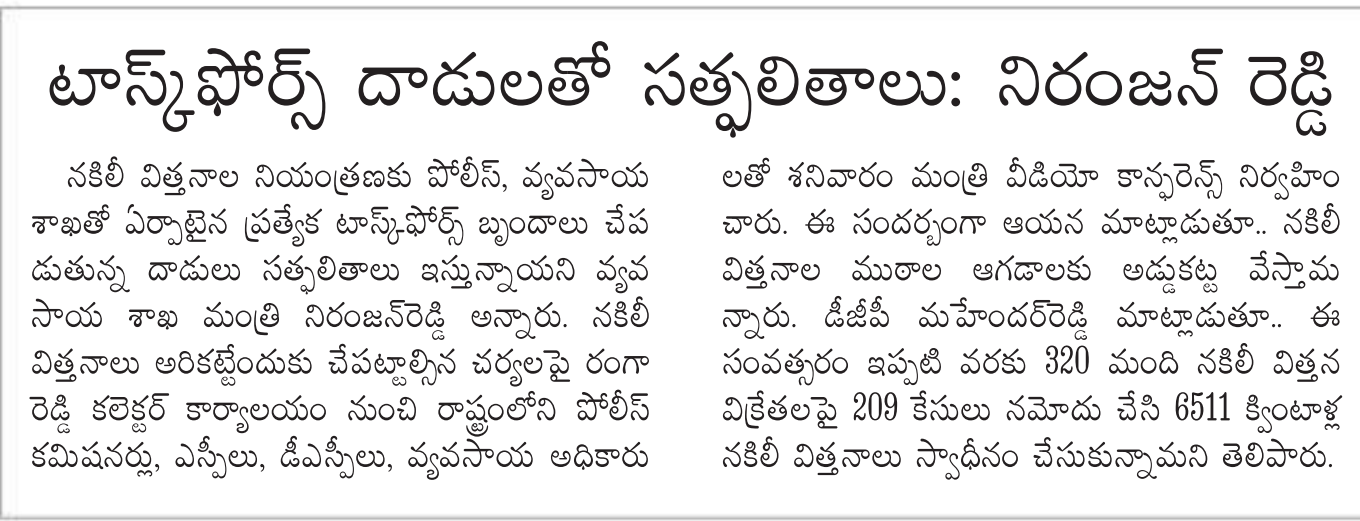 టాస్క్‌ఫోర్స్ దాడులతో సత్ఫలితాలు: నిరంజన్ రెడ్డి
నకిలీ విత్తనాల నియంత్రణకు పోలీస్, వ్యవసాయ
శాఖతో ఏర్పాటైన ప్రత్యేక టాస్క్‌ఫోర్స్ బృందాలు చేప
డుతున్న దాడులు సత్ఫలితాలు ఇస్తున్నాయని వ్యవ
సాయ శాఖ మంత్రి నిరంజన్‌రెడ్డి అన్నారు. నకిలీ
విత్తనాలు అరికట్టేందుకు చేపట్టాల్సిన చర్యలపై రంగా
రెడ్డి కలెక్టర్ కార్యాలయం నుంచి రాష్ట్రంలోని పోలీస్
కమిషనర్లు, ఎస్పీలు, డీఎస్పీలు, వ్యవసాయ అధికారు
లతో శనివారం మంత్రి వీడియో కాన్ఫరెన్స్ నిర్వహిం
చారు. ఈ సందర్భంగా ఆయన మాట్లాడుతూ.. నకిలీ
విత్తనాల ముఠాల ఆగడాలకు అడ్డుకట్ట వేస్తామ
న్నారు. డీజీపీ మహేందర్‌రెడ్డి మాట్లాడుతూ.. ఈ
సంవత్సరం ఇప్పటి వరకు 320 మంది నకిలీ విత్తన
విక్రేతలపై 209 కేసులు నమోదు చేసి 6511 క్వింటాళ్ల
నకిలీ విత్తనాలు స్వాధీనం చేసుకున్నామని తెలిపారు.